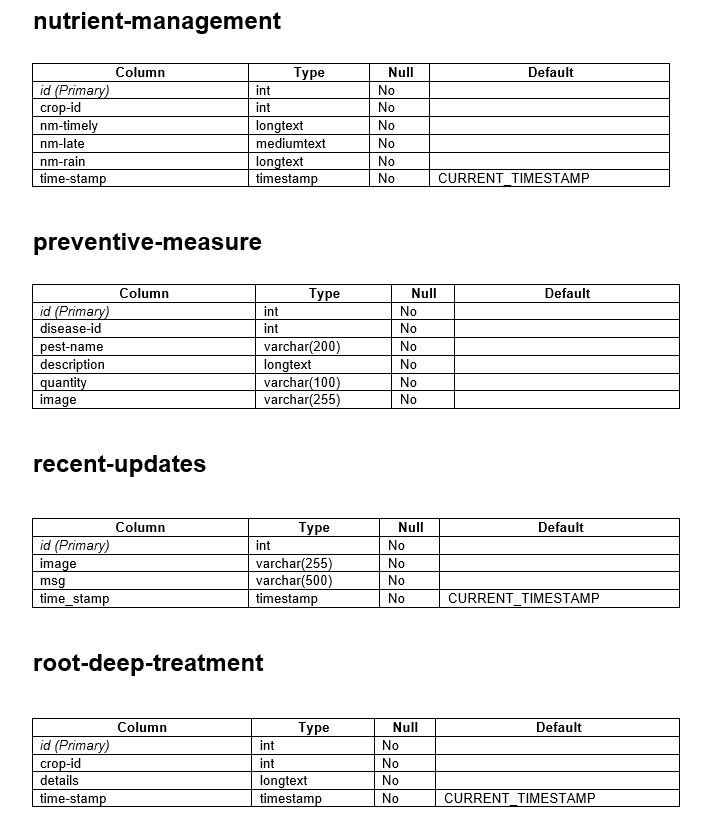 nutrient-management
Column Type Null Default
id (Primary) int No
crop-id int No
nm-timely longtext No
nm-late mediumtext No
nm-rain longtext No
time-stamp timestamp No CURRENT_TIMESTAMP
preventive-measure
Column Type Null Default
id (Primary) int No
disease-id int No
pest-name varchar(200) No
description longtext No
quantity varchar(100) No
image varchar(255) No
recent-updates
Column Type Null Default
id (Primary) int No
image varchar(255) No
msg varchar(500) No
time_stamp timestamp No CURRENT_TIMESTAMP
root-deep-treatment
Column Type Null Default
id (Primary) int No
crop-id int No
details longtext No
time-stamp timestamp No CURRENT_TIMESTAMP